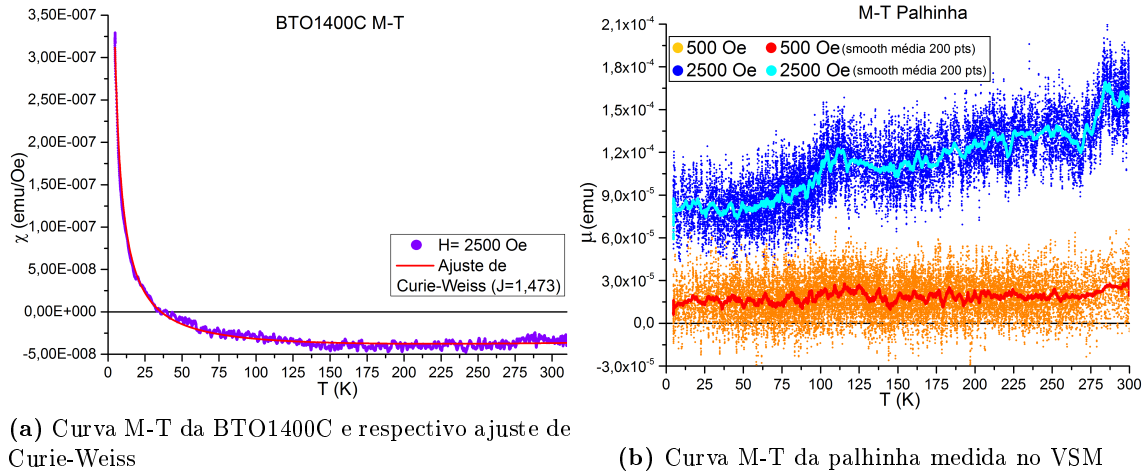 BTO1400C M-T
3,50E-007
3,00E-007
2,50E-007
2,00E-007
1,50E-007
1,00E-007
5,00E-008
0,00E+000
-5,00E-008
χ (emu/Oe)
H= 2500 Oe
Ajuste de
Curie-Weiss (J=1,473)
0 25 50 75 100 125 150 175 200 225 250 275 300
T (K)
(a) Curva M-T da BTO1400C e respectivo ajuste de
Curie-Weiss
M-T Palhinha
500 Oe 500 Oe (smooth média 200 pts)
2500 Oe 2500 Oe (smooth média 200 pts)
2,1x10⁻⁴
1,8x10⁻⁴
1,5x10⁻⁴
1,2x10⁻⁴
9,0x10⁻⁵
6,0x10⁻⁵
3,0x10⁻⁵
0,0
-3,0x10⁻⁵
μ(emu)
0 25 50 75 100 125 150 175 200 225 250 275 300
T (K)
(b) Curva M-T da palhinha medida no VSM